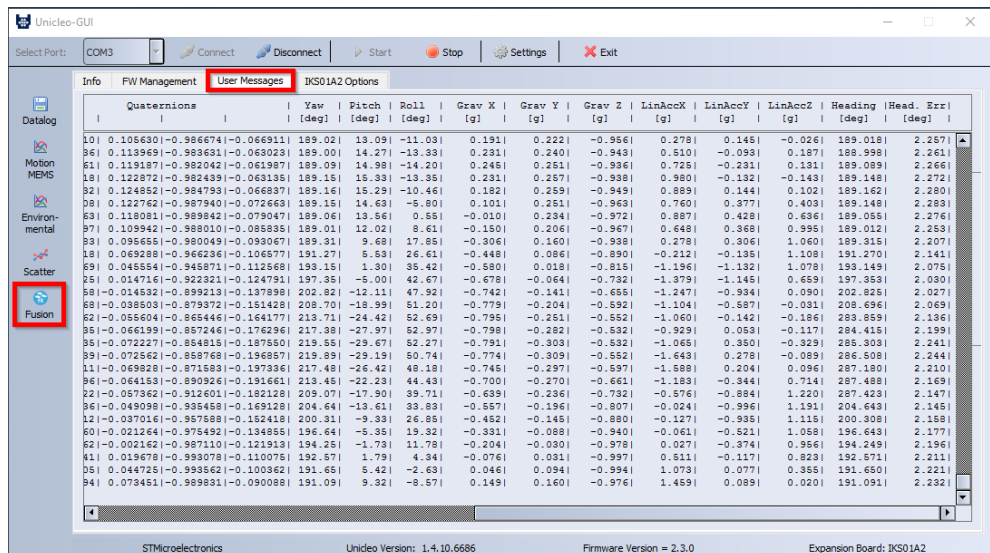 Unicleo-GUI
Select Port: COM3 Connect Disconnect Start Stop Settings Exit
Info FW Management User Messages IKS01A2 Options
Datalog
Motion MEMS
Environ-mental
Scatter
Fusion
Quaternions | Yaw | Pitch | Roll | Grav X | Grav Y | Grav Z | LinAccX | LinAccY | LinAccZ | Heading |Head. Err|
| | | [deg] | [deg] | [deg] | [g] | [g] | [g] | [g] | [g] | [g] | [deg] | [deg] |
10| 0.105630|-0.986674|-0.066911| 189.02| 13.09| -11.03| 0.191| 0.222| -0.956| 0.278| 0.145| -0.026| 189.018| 2.257|
36| 0.113969|-0.983631|-0.063023| 189.00| 14.27| -13.33| 0.231| 0.240| -0.943| 0.510| -0.093| 0.187| 188.998| 2.261|
61| 0.119187|-0.982042|-0.061987| 189.09| 14.98| -14.20| 0.245| 0.251| -0.936| 0.725| -0.231| 0.131| 189.089| 2.266|
18| 0.122872|-0.982439|-0.063135| 189.15| 15.33| -13.35| 0.231| 0.257| -0.938| 0.980| -0.132| -0.143| 189.148| 2.272|
32| 0.124852|-0.984793|-0.066837| 189.16| 15.29| -10.46| 0.182| 0.259| -0.949| 0.889| 0.144| 0.102| 189.162| 2.280|
08| 0.122762|-0.987940|-0.072663| 189.15| 14.63| -5.80| 0.101| 0.251| -0.963| 0.760| 0.377| 0.403| 189.148| 2.283|
63| 0.118081|-0.989842|-0.079047| 189.06| 13.56| 0.55| -0.010| 0.234| -0.972| 0.887| 0.428| 0.636| 189.055| 2.276|
97| 0.109942|-0.988010|-0.085835| 189.01| 12.02| 8.61| -0.150| 0.206| -0.967| 0.648| 0.368| 0.995| 189.012| 2.253|
83| 0.095655|-0.980049|-0.093067| 189.31| 9.68| 17.85| -0.306| 0.160| -0.938| 0.278| 0.306| 1.060| 189.315| 2.207|
18| 0.069288|-0.966236|-0.106577| 191.27| 5.53| 26.61| -0.448| 0.086| -0.890| -0.212| -0.135| 1.108| 191.270| 2.141|
69| 0.045554|-0.945871|-0.112568| 193.15| 1.30| 35.42| -0.580| 0.018| -0.815| -1.196| -1.132| 1.078| 193.149| 2.075|
25| 0.014716|-0.922321|-0.124791| 197.35| -5.00| 42.67| -0.678| -0.064| -0.732| -1.379| -1.145| 0.659| 197.353| 2.030|
58|-0.014532|-0.899213|-0.137898| 202.82| -12.11| 47.92| -0.742| -0.141| -0.655| -1.247| -0.934| 0.090| 202.825| 2.027|
68|-0.038503|-0.879372|-0.151428| 208.70| -18.99| 51.20| -0.779| -0.204| -0.592| -1.104| -0.587| -0.031| 208.696| 2.069|
62|-0.055604|-0.865446|-0.164177| 213.71| -24.42| 52.69| -0.795| -0.251| -0.552| -1.060| -0.142| -0.186| 283.859| 2.136|
35|-0.066199|-0.857246|-0.176296| 217.38| -27.97| 52.97| -0.798| -0.282| -0.532| -0.929| 0.053| -0.117| 284.415| 2.199|
35|-0.072227|-0.854815|-0.187550| 219.55| -29.67| 52.27| -0.791| -0.303| -0.532| -1.065| 0.350| -0.329| 285.303| 2.241|
39|-0.072562|-0.858768|-0.196857| 219.89| -29.19| 50.74| -0.774| -0.309| -0.552| -1.643| 0.278| -0.089| 286.508| 2.244|
11|-0.069828|-0.871583|-0.197336| 217.48| -26.42| 48.18| -0.745| -0.297| -0.597| -1.588| 0.204| 0.096| 287.180| 2.210|
96|-0.064153|-0.890926|-0.191661| 213.45| -22.23| 44.43| -0.700| -0.270| -0.661| -1.183| -0.344| 0.714| 287.488| 2.169|
22|-0.057362|-0.912601|-0.182128| 209.07| -17.90| 39.71| -0.639| -0.236| -0.732| -0.576| -0.884| 1.220| 287.423| 2.147|
36|-0.049098|-0.935458|-0.169128| 204.64| -13.61| 33.83| -0.557| -0.196| -0.807| -0.024| -0.996| 1.191| 204.643| 2.145|
12|-0.037016|-0.957588|-0.152418| 200.31| -9.33| 26.85| -0.452| -0.145| -0.880| -0.127| -0.935| 1.115| 200.308| 2.158|
60|-0.021264|-0.975492|-0.134855| 196.64| -5.35| 19.32| -0.331| -0.088| -0.940| -0.061| -0.521| 1.058| 196.643| 2.177|
62|-0.002162|-0.987110|-0.121913| 194.25| -1.73| 11.78| -0.204| -0.030| -0.978| 0.027| -0.374| 0.956| 194.249| 2.196|
41| 0.019678|-0.993078|-0.110075| 192.57| 1.79| 4.34| -0.076| 0.031| -0.997| 0.511| -0.117| 0.823| 192.571| 2.211|
05| 0.044725|-0.993562|-0.100362| 191.65| 5.42| -2.63| 0.046| 0.094| -0.994| 1.073| 0.077| 0.355| 191.650| 2.221|
94| 0.073451|-0.989831|-0.090088| 191.09| 9.32| -8.57| 0.149| 0.160| -0.976| 1.459| 0.089| 0.020| 191.091| 2.232|
STMicroelectronics Unicleo Version: 1.4.10.6686 Firmware Version = 2.3.0 Expansion Board: IKS01A2